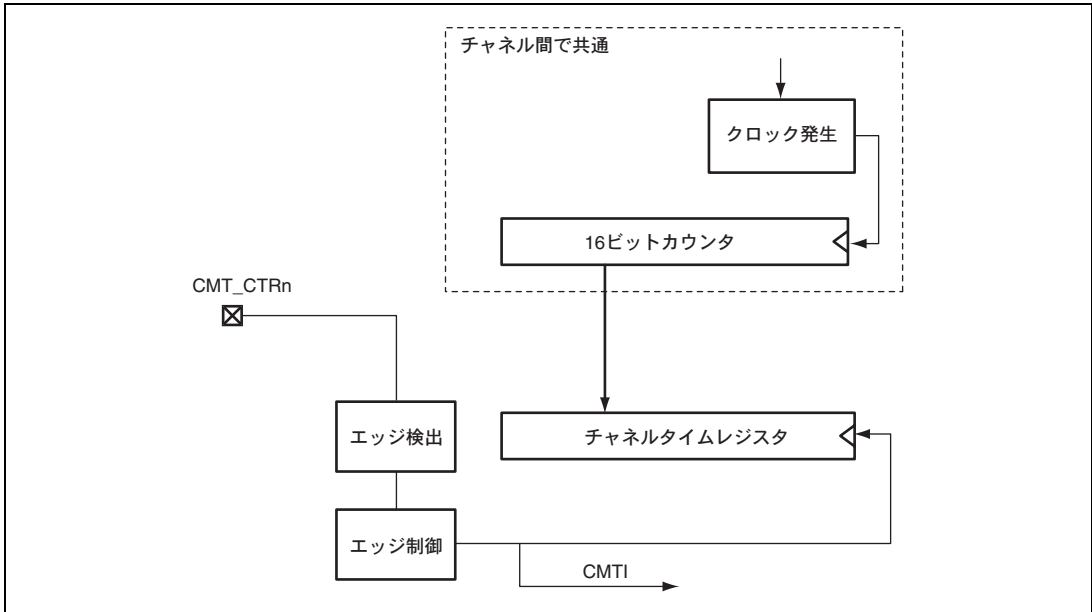 チャネル間で共通
クロック発生
16ビットカウンタ
CMT_CTRn
エッジ検出
チャネルタイムレジスタ
エッジ制御
CMTI